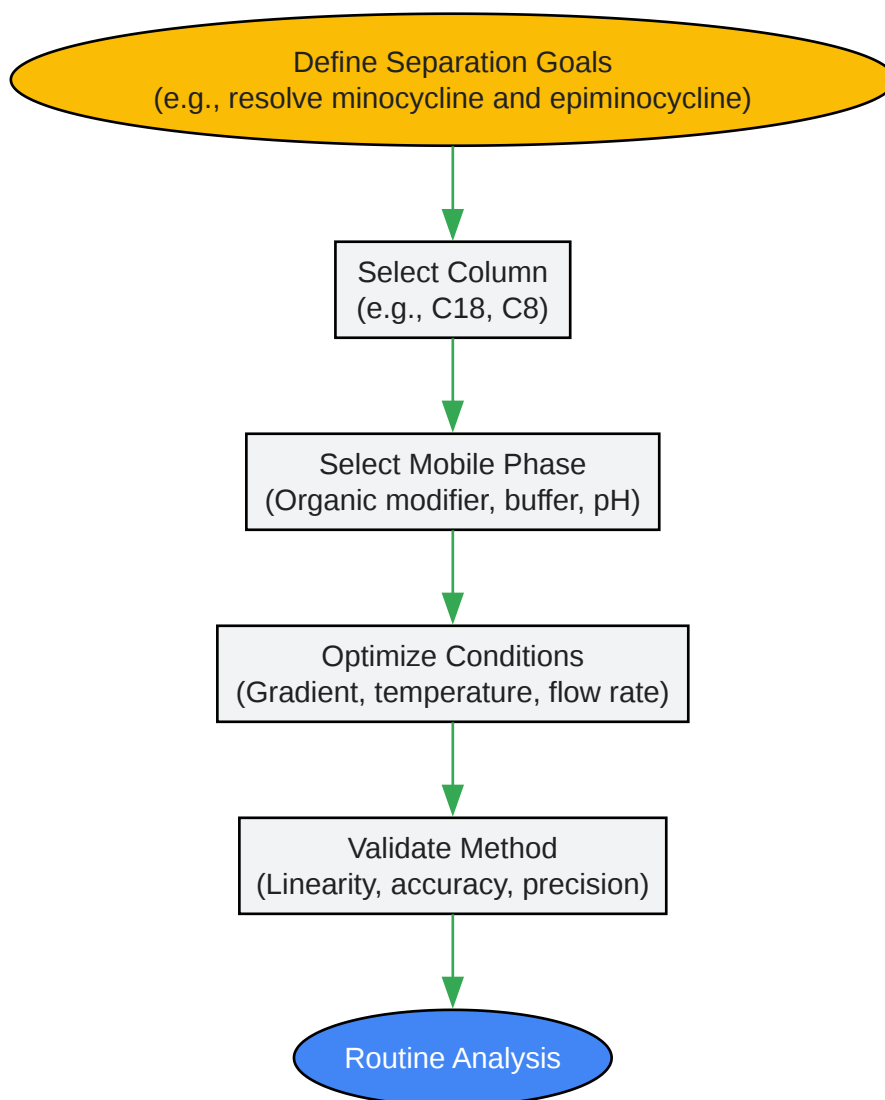 Define Separation Goals
(e.g., resolve minocycline and epiminocycline)
Select Column
(e.g., C18, C8)
Select Mobile Phase
(Organic modifier, buffer, pH)
Optimize Conditions
(Gradient, temperature, flow rate)
Validate Method
(Linearity, accuracy, precision)
Routine Analysis